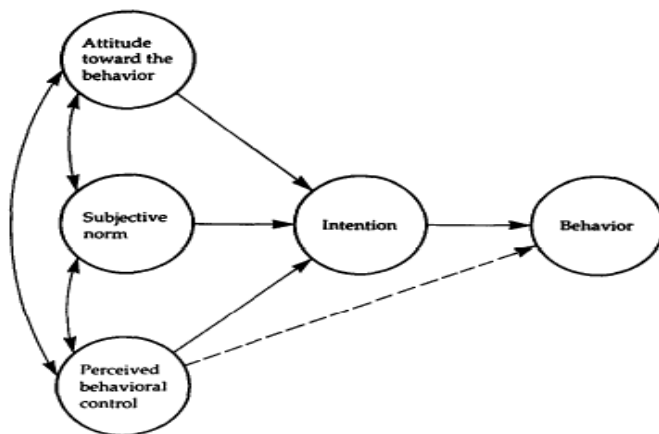 Attitude
toward the
behavior
Subjective
norm
Intention
Behavior
Perceived
behavioral
control